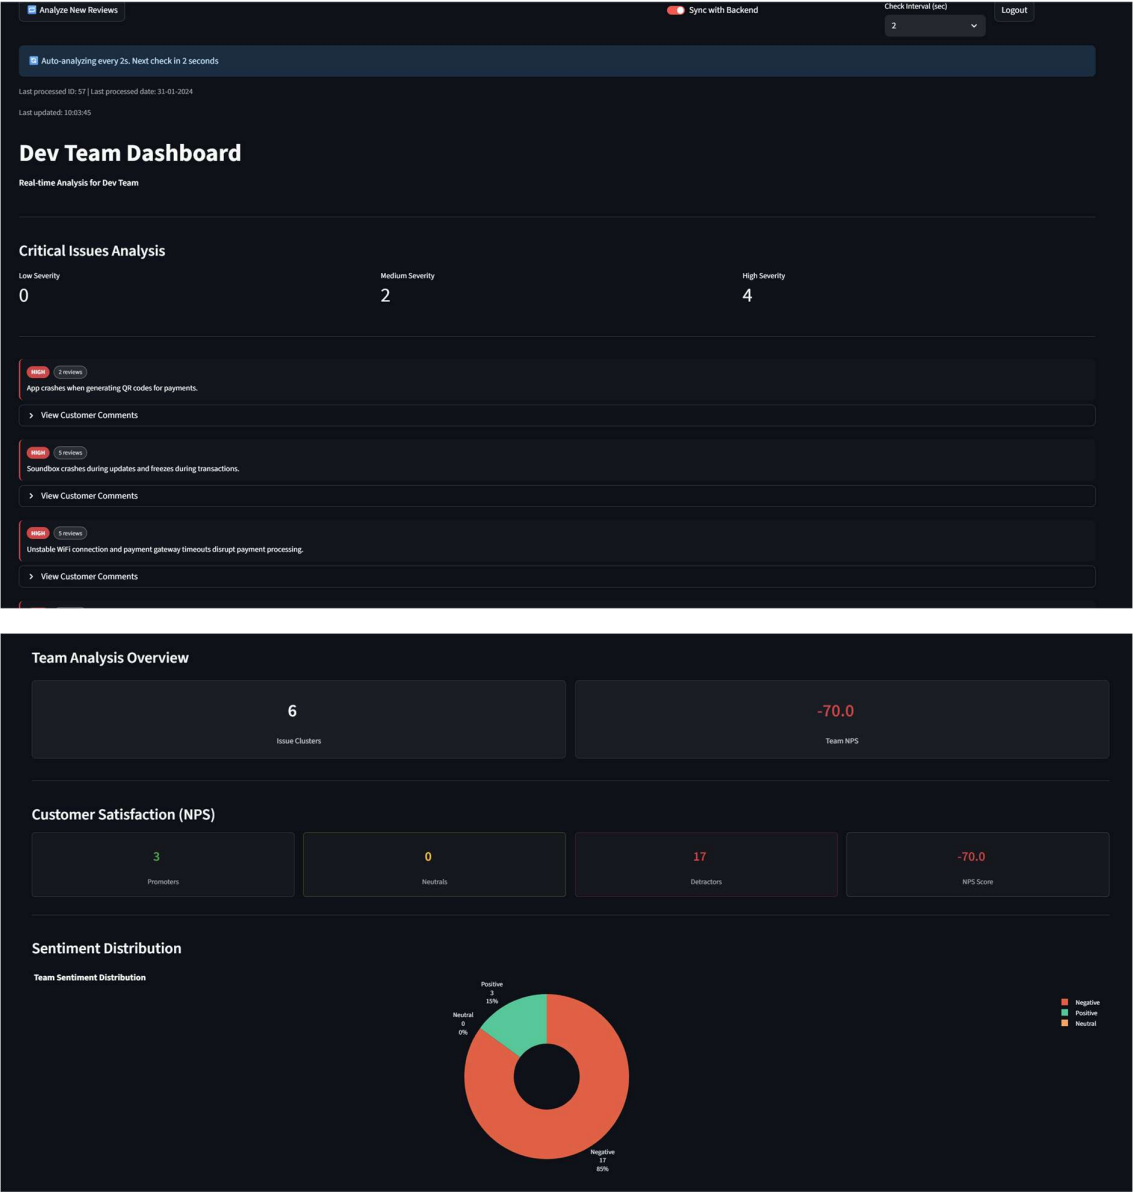 Analyze New Reviews
Sync with Backend
Check Interval (sec)
2
Logout
Auto-analyzing every 2s. Next check in 2 seconds
Last processed ID: 57 | Last processed date: 31-01-2024
Last updated: 10:03:45
Dev Team Dashboard
Real-time Analysis for Dev Team
Critical Issues Analysis
Low Severity
0
Medium Severity
2
High Severity
4
HIGH 2 reviews
App crashes when generating QR codes for payments.
View Customer Comments
HIGH 5 reviews
Soundbox crashes during updates and freezes during transactions.
View Customer Comments
HIGH 5 reviews
Unstable WiFi connection and payment gateway timeouts disrupt payment processing.
View Customer Comments
Team Analysis Overview
6
Issue Clusters
-70.0
Team NPS
Customer Satisfaction (NPS)
3
Promoters
0
Neutrals
17
Detractors
-70.0
NPS Score
Sentiment Distribution
Team Sentiment Distribution
Positive
3
15%
Neutral
0
0%
Negative
17
85%
Negative
Positive
Neutral